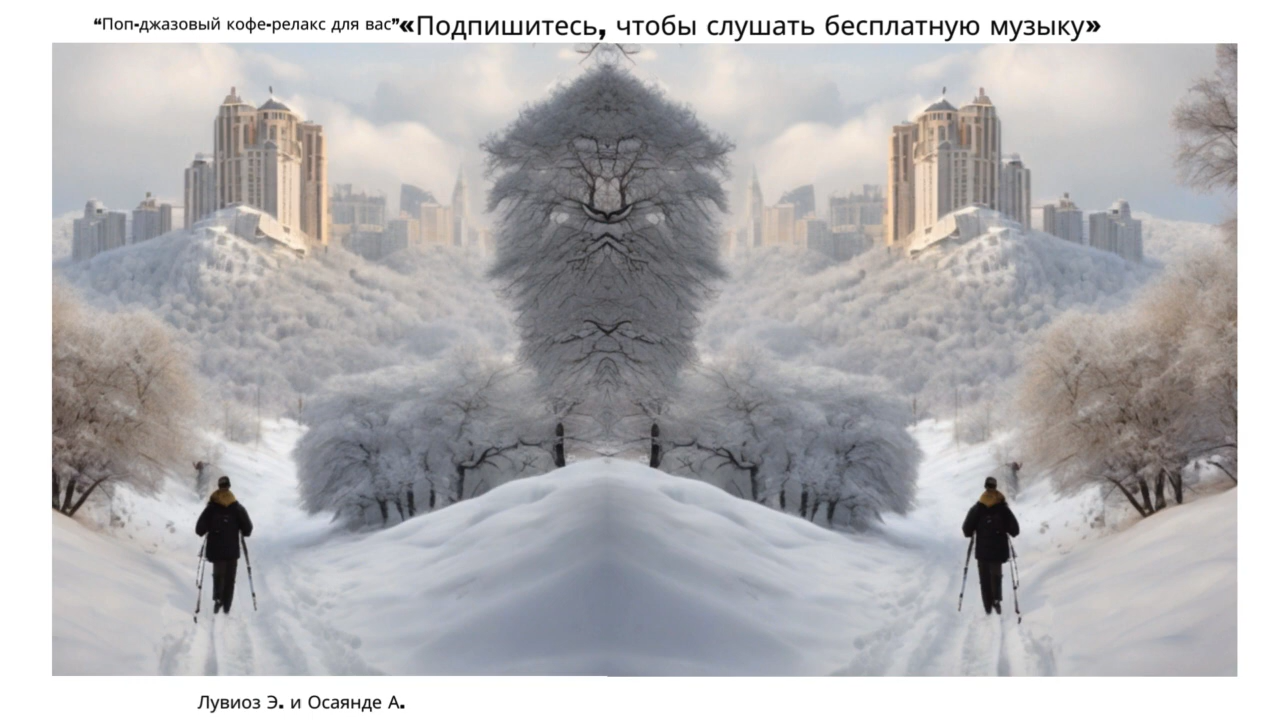 “Поп-джазовый кофе-релакс для вас”«Подпишитесь, чтобы слушать бесплатную музыку»
Лувиоз Э. и Осаянде А.